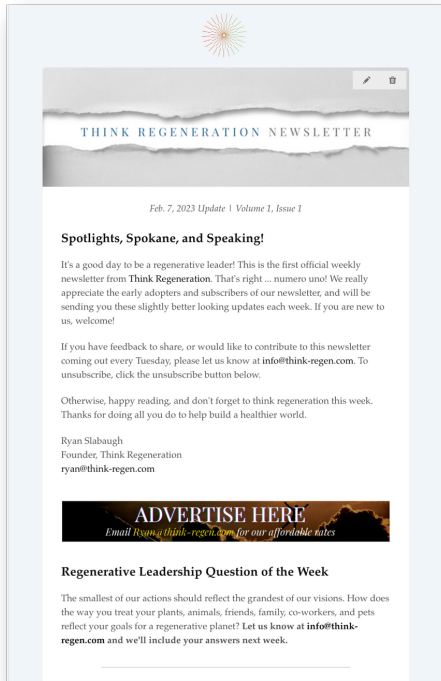 THINK REGENERATION NEWSLETTER
Feb. 7, 2023 Update | Volume 1, Issue 1
Spotlights, Spokane, and Speaking!
It's a good day to be a regenerative leader! This is the first official weekly
newsletter from Think Regeneration. That's right ... numero uno! We really
appreciate the early adopters and subscribers of our newsletter, and will be
sending you these slightly better looking updates each week. If you are new to
us, welcome!
If you have feedback to share, or would like to contribute to this newsletter
coming out every Tuesday, please let us know at info@think-regen.com. To
unsubscribe, click the unsubscribe button below.
Otherwise, happy reading, and don't forget to think regeneration this week.
Thanks for doing all you do to help build a healthier world.
Ryan Slabaugh
Founder, Think Regeneration
ryan@think-regen.com
ADVERTISE HERE
Email Ryan@think-regen.com for our affordable rates
Regenerative Leadership Question of the Week
The smallest of our actions should reflect the grandest of our visions. How does
the way you treat your plants, animals, friends, family, co-workers, and pets
reflect your goals for a regenerative planet? Let us know at info@think-
regen.com and we'll include your answers next week.